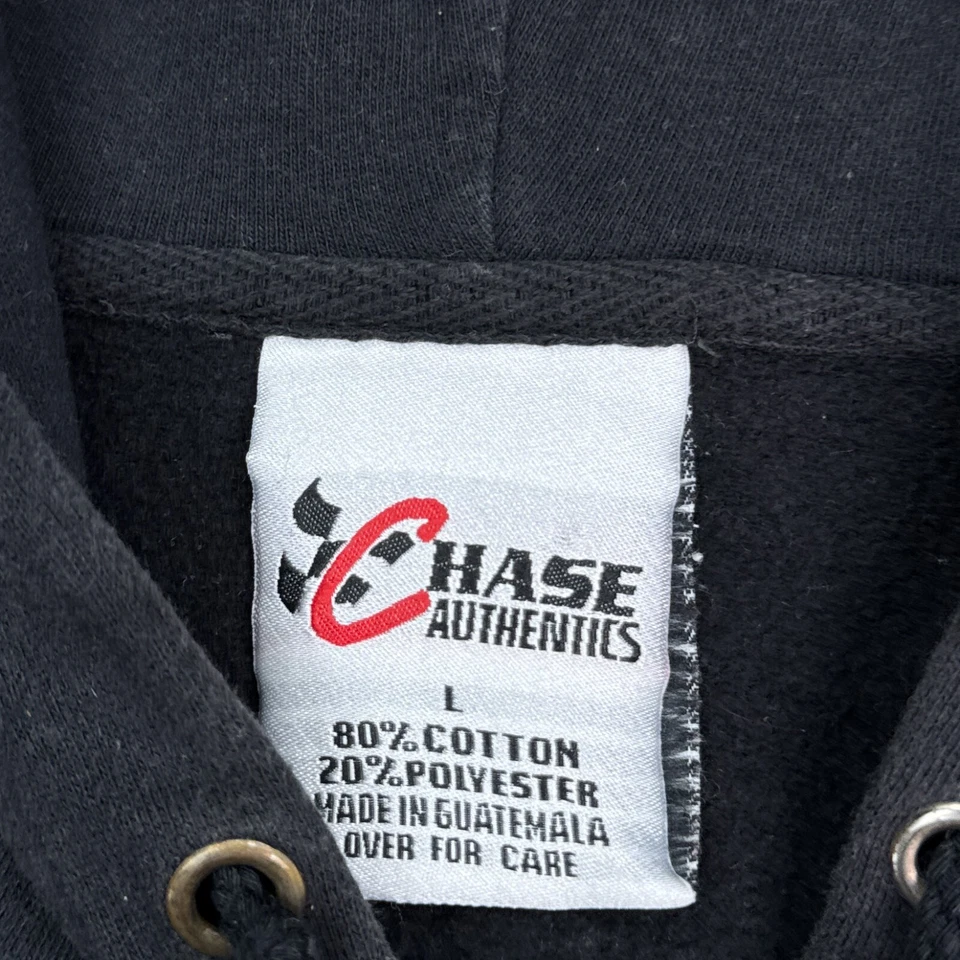 CHASE
AUTHENTICS
L
80% COTTON
20% POLYESTER
MADE IN GUATEMALA
OVER FOR CARE